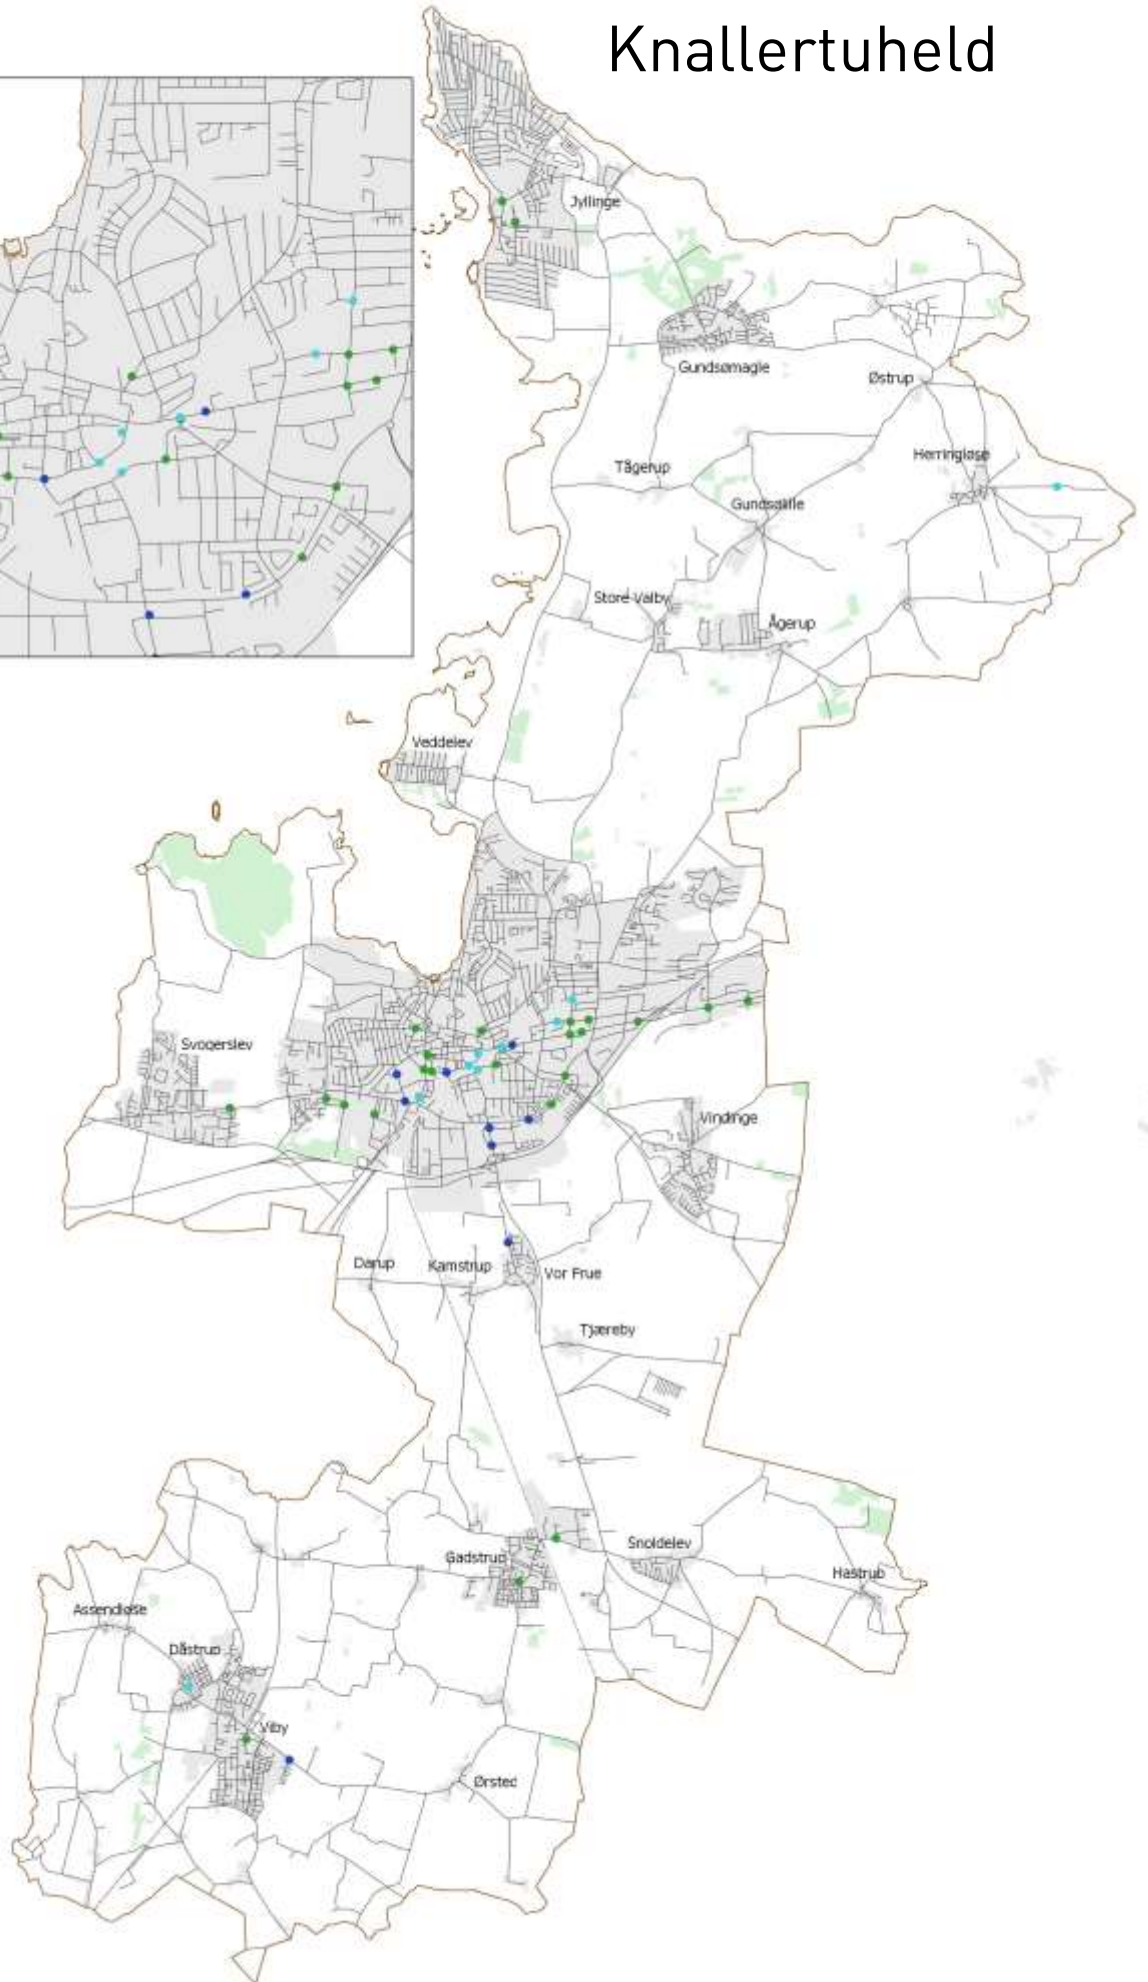 Knallertuheld
Jyllinge
Gundsømagle
Østrup
Herringløse
Tågerup
Gundsølille
Store Valby
Ågerup
Veddelev
Svogerslev
Vindinge
Darup
Kamstrup
Vor Frue
Tjæreby
Snoldelev
Gadstrup
Hastrup
Assendløse
Dåstrup
Viby
Ørsted